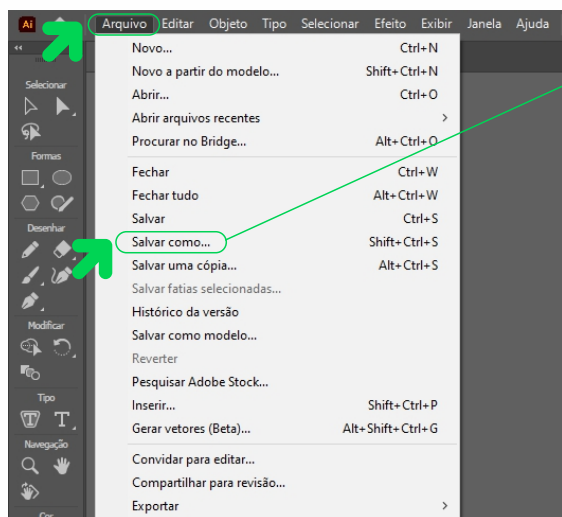 Ai Arquivo Editar Objeto Tipo Selecionar Efeito Exibir Janela Ajuda
Selecionar
Formas
Desenhar
Modificar
Tipo
Navegação
Cor
Novo... Ctrl+N
Novo a partir do modelo... Shift+Ctrl+N
Abrir... Ctrl+O
Abrir arquivos recentes >
Procurar no Bridge... Alt+Ctrl+O
Fechar Ctrl+W
Fechar tudo Alt+Ctrl+W
Salvar Ctrl+S
Salvar como... Shift+Ctrl+S
Salvar uma cópia... Alt+Ctrl+S
Salvar fatias selecionadas...
Histórico da versão
Salvar como modelo...
Reverter
Pesquisar Adobe Stock...
Inserir... Shift+Ctrl+P
Gerar vetores (Beta)... Alt+Shift+Ctrl+G
Convidar para editar...
Compartilhar para revisão...
Exportar >